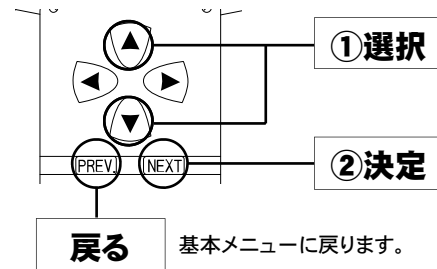 ①選択
PREV.
NEXT
②決定
戻る
基本メニューに戻ります。